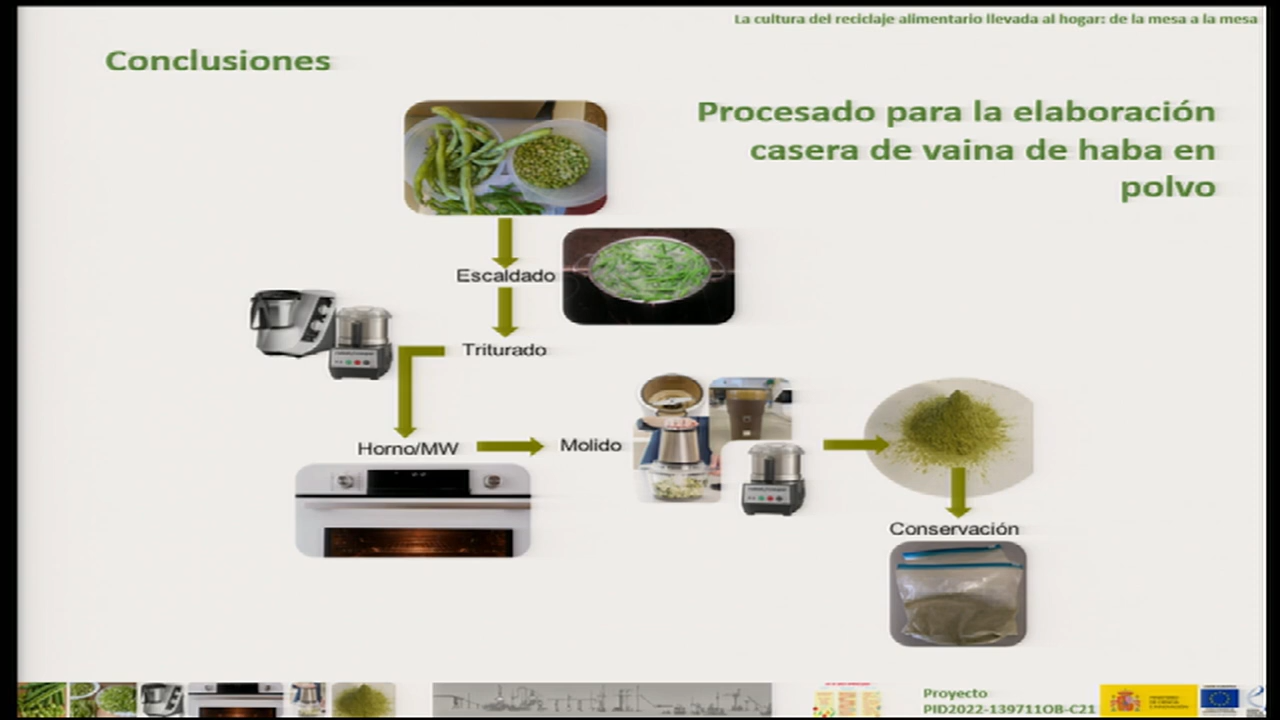 La cultura del reciclaje alimentario llevada al hogar: de la mesa a la mesa
Conclusiones
Procesado para la elaboración
casera de vaina de haba en
polvo
Escaldado
Triturado
Horno/MW
Molido
Conservación
Proyecto
PID2022-139711OB-C21